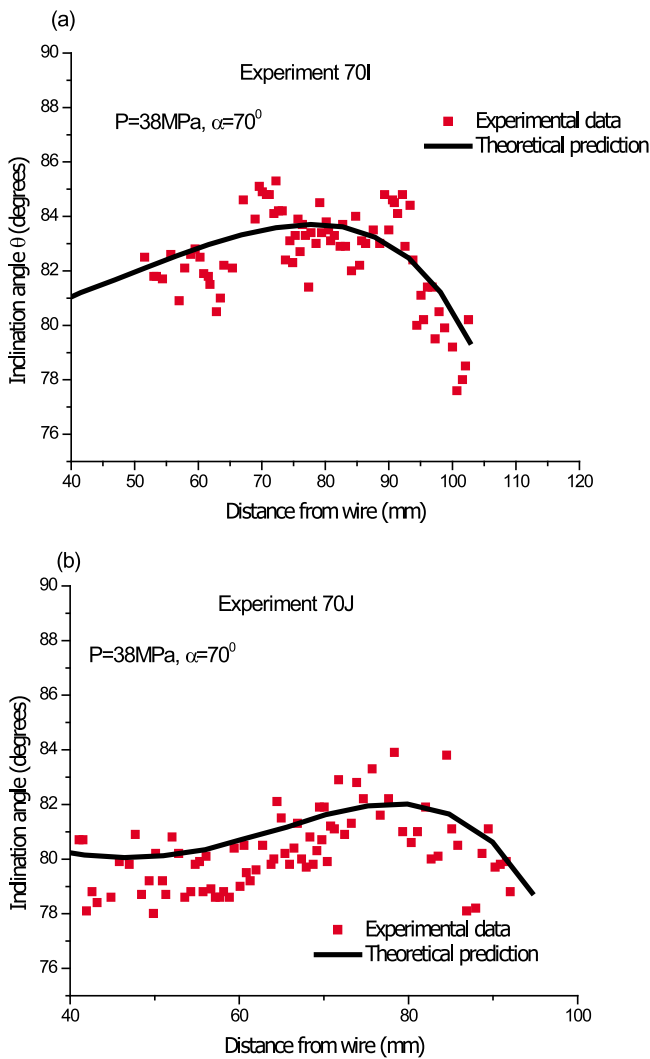 (a)
90
88
86
84
82
80
78
76
Inclination angle θ (degrees)
Experiment 70I
P=38MPa, α=70⁰
Experimental data
Theoretical prediction
40 50 60 70 80 90 100 110 120
Distance from wire (mm)
(b)
90
88
86
84
82
80
78
76
Inclination angle (degrees)
Experiment 70J
P=38MPa, α=70⁰
Experimental data
Theoretical prediction
40 60 80 100
Distance from wire (mm)